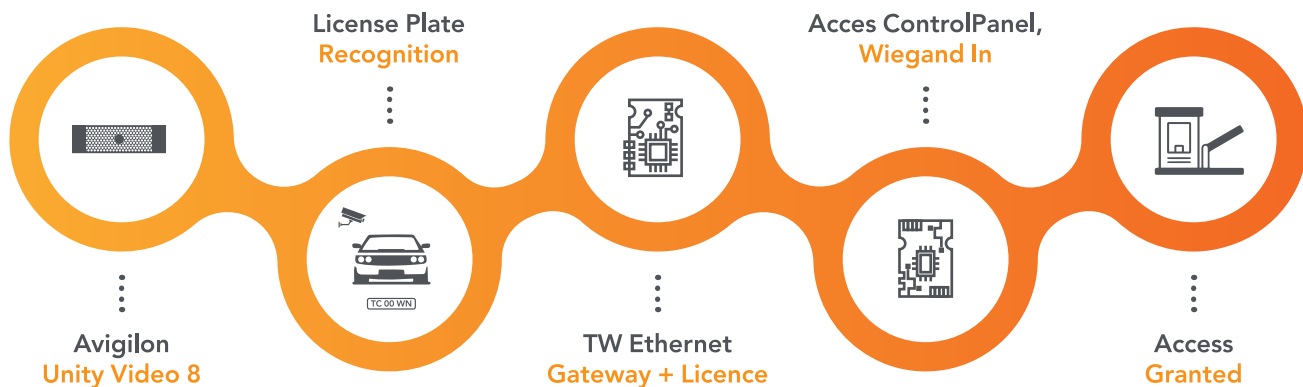 License Plate
Recognition
Acces ControlPanel,
Wiegand In
TC 00 WN
Avigilon
Unity Video 8
TW Ethernet
Gateway + Licence
Access
Granted